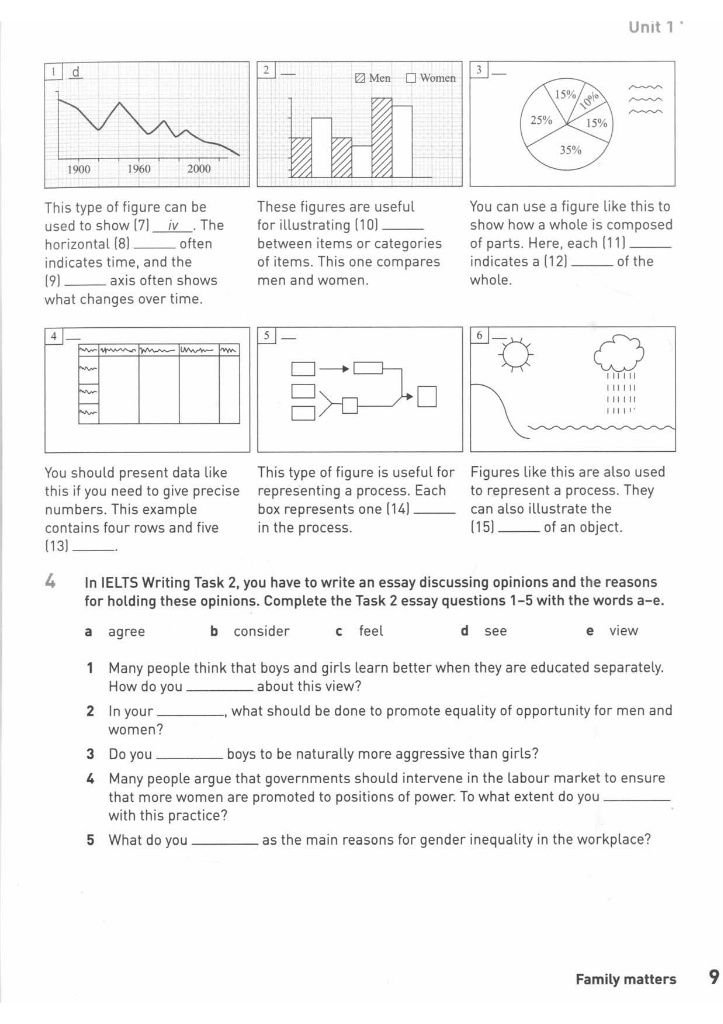 Unit 1
1 d
1900 1960 2000
2 __
Men Women
3 __
15% 10% 15% 35% 25%
This type of figure can be
used to show (7) iv . The
horizontal (8) ______ often
indicates time, and the
(9) ______ axis often shows
what changes over time.
These figures are useful
for illustrating (10) ______
between items or categories
of items. This one compares
men and women.
You can use a figure like this to
show how a whole is composed
of parts. Here, each (11) ______
indicates a (12) ______ of the
whole.
4 __
5 __
6 __
You should present data like
this if you need to give precise
numbers. This example
contains four rows and five
(13) ______.
This type of figure is useful for
representing a process. Each
box represents one (14) ______
in the process.
Figures like this are also used
to represent a process. They
can also illustrate the
(15) ______ of an object.
4 In IELTS Writing Task 2, you have to write an essay discussing opinions and the reasons
for holding these opinions. Complete the Task 2 essay questions 1–5 with the words a–e.
a agree b consider c feel d see e view
1 Many people think that boys and girls learn better when they are educated separately.
How do you __________ about this view?
2 In your __________, what should be done to promote equality of opportunity for men and
women?
3 Do you __________ boys to be naturally more aggressive than girls?
4 Many people argue that governments should intervene in the labour market to ensure
that more women are promoted to positions of power. To what extent do you __________
with this practice?
5 What do you __________ as the main reasons for gender inequality in the workplace?
Family matters 9